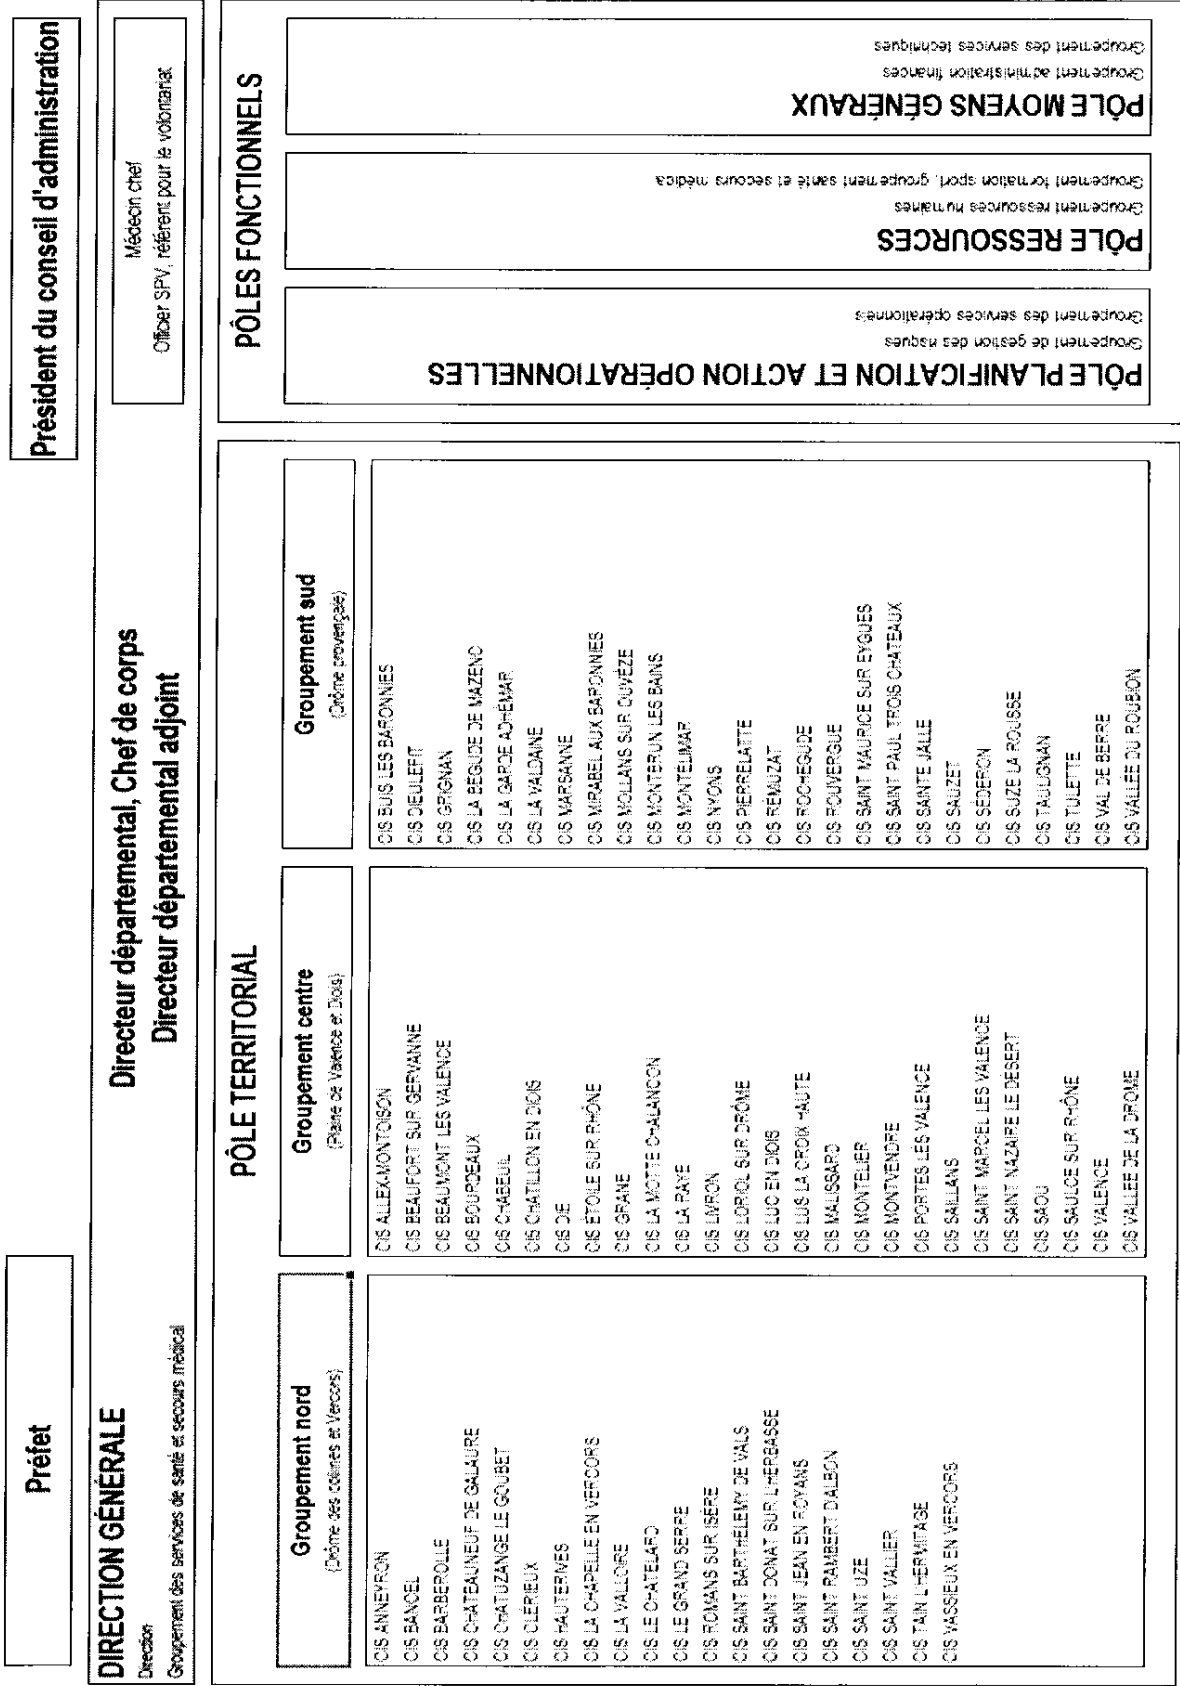 Préfet
Président du conseil d'administration
DIRECTION GÉNÉRALE
Direction
Groupement des services de santé et secours médical
Directeur départemental, Chef de corps
Directeur départemental adjoint
Médecin chef
Officier SPV, référent pour le volontariat
PÔLE TERRITORIAL
Groupement nord
(Drôme des collines et Vercors)
CIS ANNEYRON
CIS BANCEL
CIS BARBEROLLE
CIS CHATEAUNEUF DE GALAURE
CIS CHATUZANGE LE GOUBET
CIS CLÉRIEUX
CIS HAUTERIVES
CIS LA CHAPELLE EN VERCORS
CIS LA VALLOIRE
CIS LE CHATELARD
CIS LE GRAND SERRE
CIS ROMANS SUR ISÈRE
CIS SAINT BARTHÉLEMY DE VALS
CIS SAINT DONAT SUR L'HERBASSE
CIS SAINT JEAN EN ROYANS
CIS SAINT RAMBERT D'ALBON
CIS SAINT UZE
CIS SAINT VALLIER
CIS TAIN L'HERMITAGE
CIS VASSIEUX EN VERCORS
Groupement centre
(Plaine de Valence et Diois)
CIS ALLEX-MONTOISON
CIS BEAUFORT SUR GERVANNE
CIS BEAUMONT LES VALENCE
CIS BOURDEAUX
CIS CHABEUIL
CIS CHATILLON EN DIOIS
CIS DIE
CIS ÉTOILE SUR RHÔNE
CIS GRANE
CIS LA MOTTE CHALANCON
CIS LA RAYE
CIS LIVRON
CIS LORIOL SUR DRÔME
CIS LUC EN DIOIS
CIS LUS LA CROIX HAUTE
CIS MALISSARD
CIS MONTELIER
CIS MONTVENDRE
CIS PORTES LES VALENCE
CIS SAILLANS
CIS SAINT MARCEL LES VALENCE
CIS SAINT NAZAIRE LE DESERT
CIS SAOU
CIS SAULCE SUR RHÔNE
CIS VALENCE
CIS VALLEE DE LA DROME
Groupement sud
(Drôme provençale)
CIS BUIS LES BARONNIES
CIS DIEULEFIT
CIS GRIGNAN
CIS LA BEGUDE DE MAZENC
CIS LA GARDE ADHÉMAR
CIS LA VALDAINE
CIS MARSANNE
CIS MIRABEL AUX BARONNIES
CIS MOLLANS SUR OUVÈZE
CIS MONTBRUN LES BAINS
CIS MONTELIMAR
CIS NYONS
CIS PIERRELATTE
CIS RÉMUZAT
CIS ROCHEGUDE
CIS ROUVERGUE
CIS SAINT MAURICE SUR EYGUES
CIS SAINT PAUL TROIS CHATEAUX
CIS SAINTE JALLE
CIS SAUZET
CIS SEDERON
CIS SUZE LA ROUSSE
CIS TAULIGNAN
CIS TULETTE
CIS VAL DE BERRE
CIS VALLÉE DU ROUBION
PÔLES FONCTIONNELS
PÔLE PLANIFICATION ET ACTION OPÉRATIONNELLES
Groupement de gestion des risques
Groupement des services opérationnels
PÔLE RESSOURCES
Groupement ressources humaines
Groupement formation sport, groupement santé et secours médica
PÔLE MOYENS GÉNÉRAUX
Groupement administration finances
Groupement des services techniques